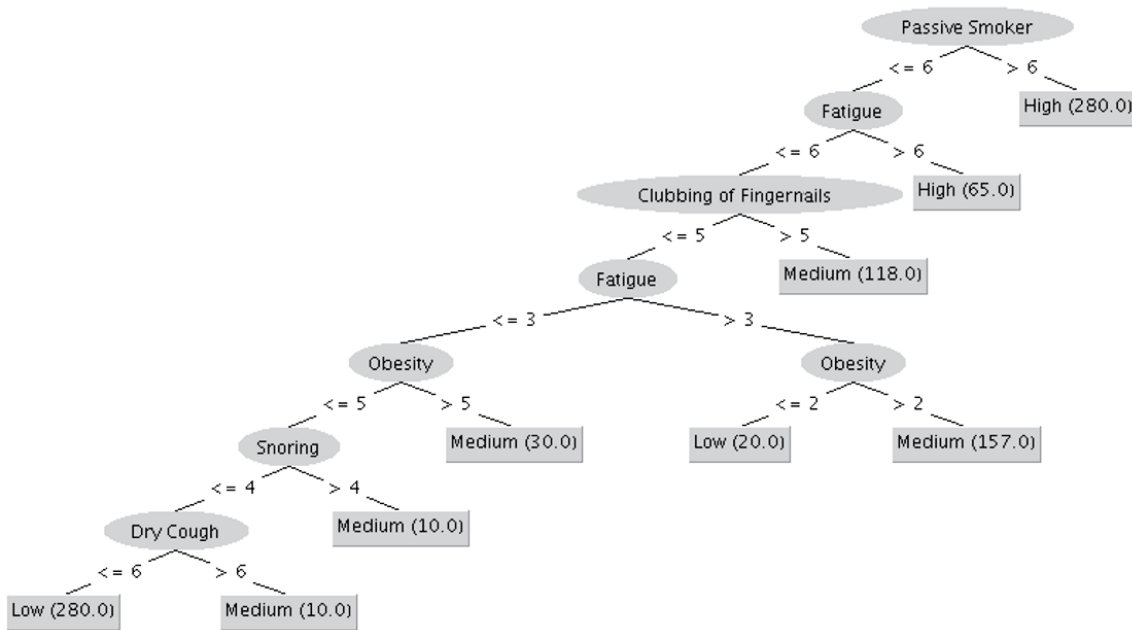 Passive Smoker
<= 6 > 6
Fatigue High (280.0)
<= 6 > 6
Clubbing of Fingernails High (65.0)
<= 5 > 5
Fatigue Medium (118.0)
<= 3 > 3
Obesity Obesity
<= 5 > 5 <= 2 > 2
Snoring Medium (30.0) Low (20.0) Medium (157.0)
<= 4 > 4
Dry Cough Medium (10.0)
<= 6 > 6
Low (280.0) Medium (10.0)